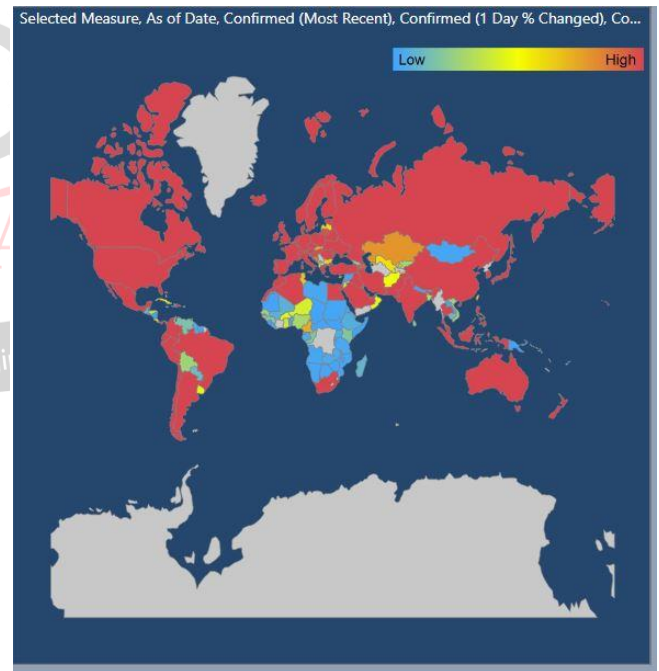 Selected Measure, As of Date, Confirmed (Most Recent), Confirmed (1 Day % Changed), Co...
Low
High